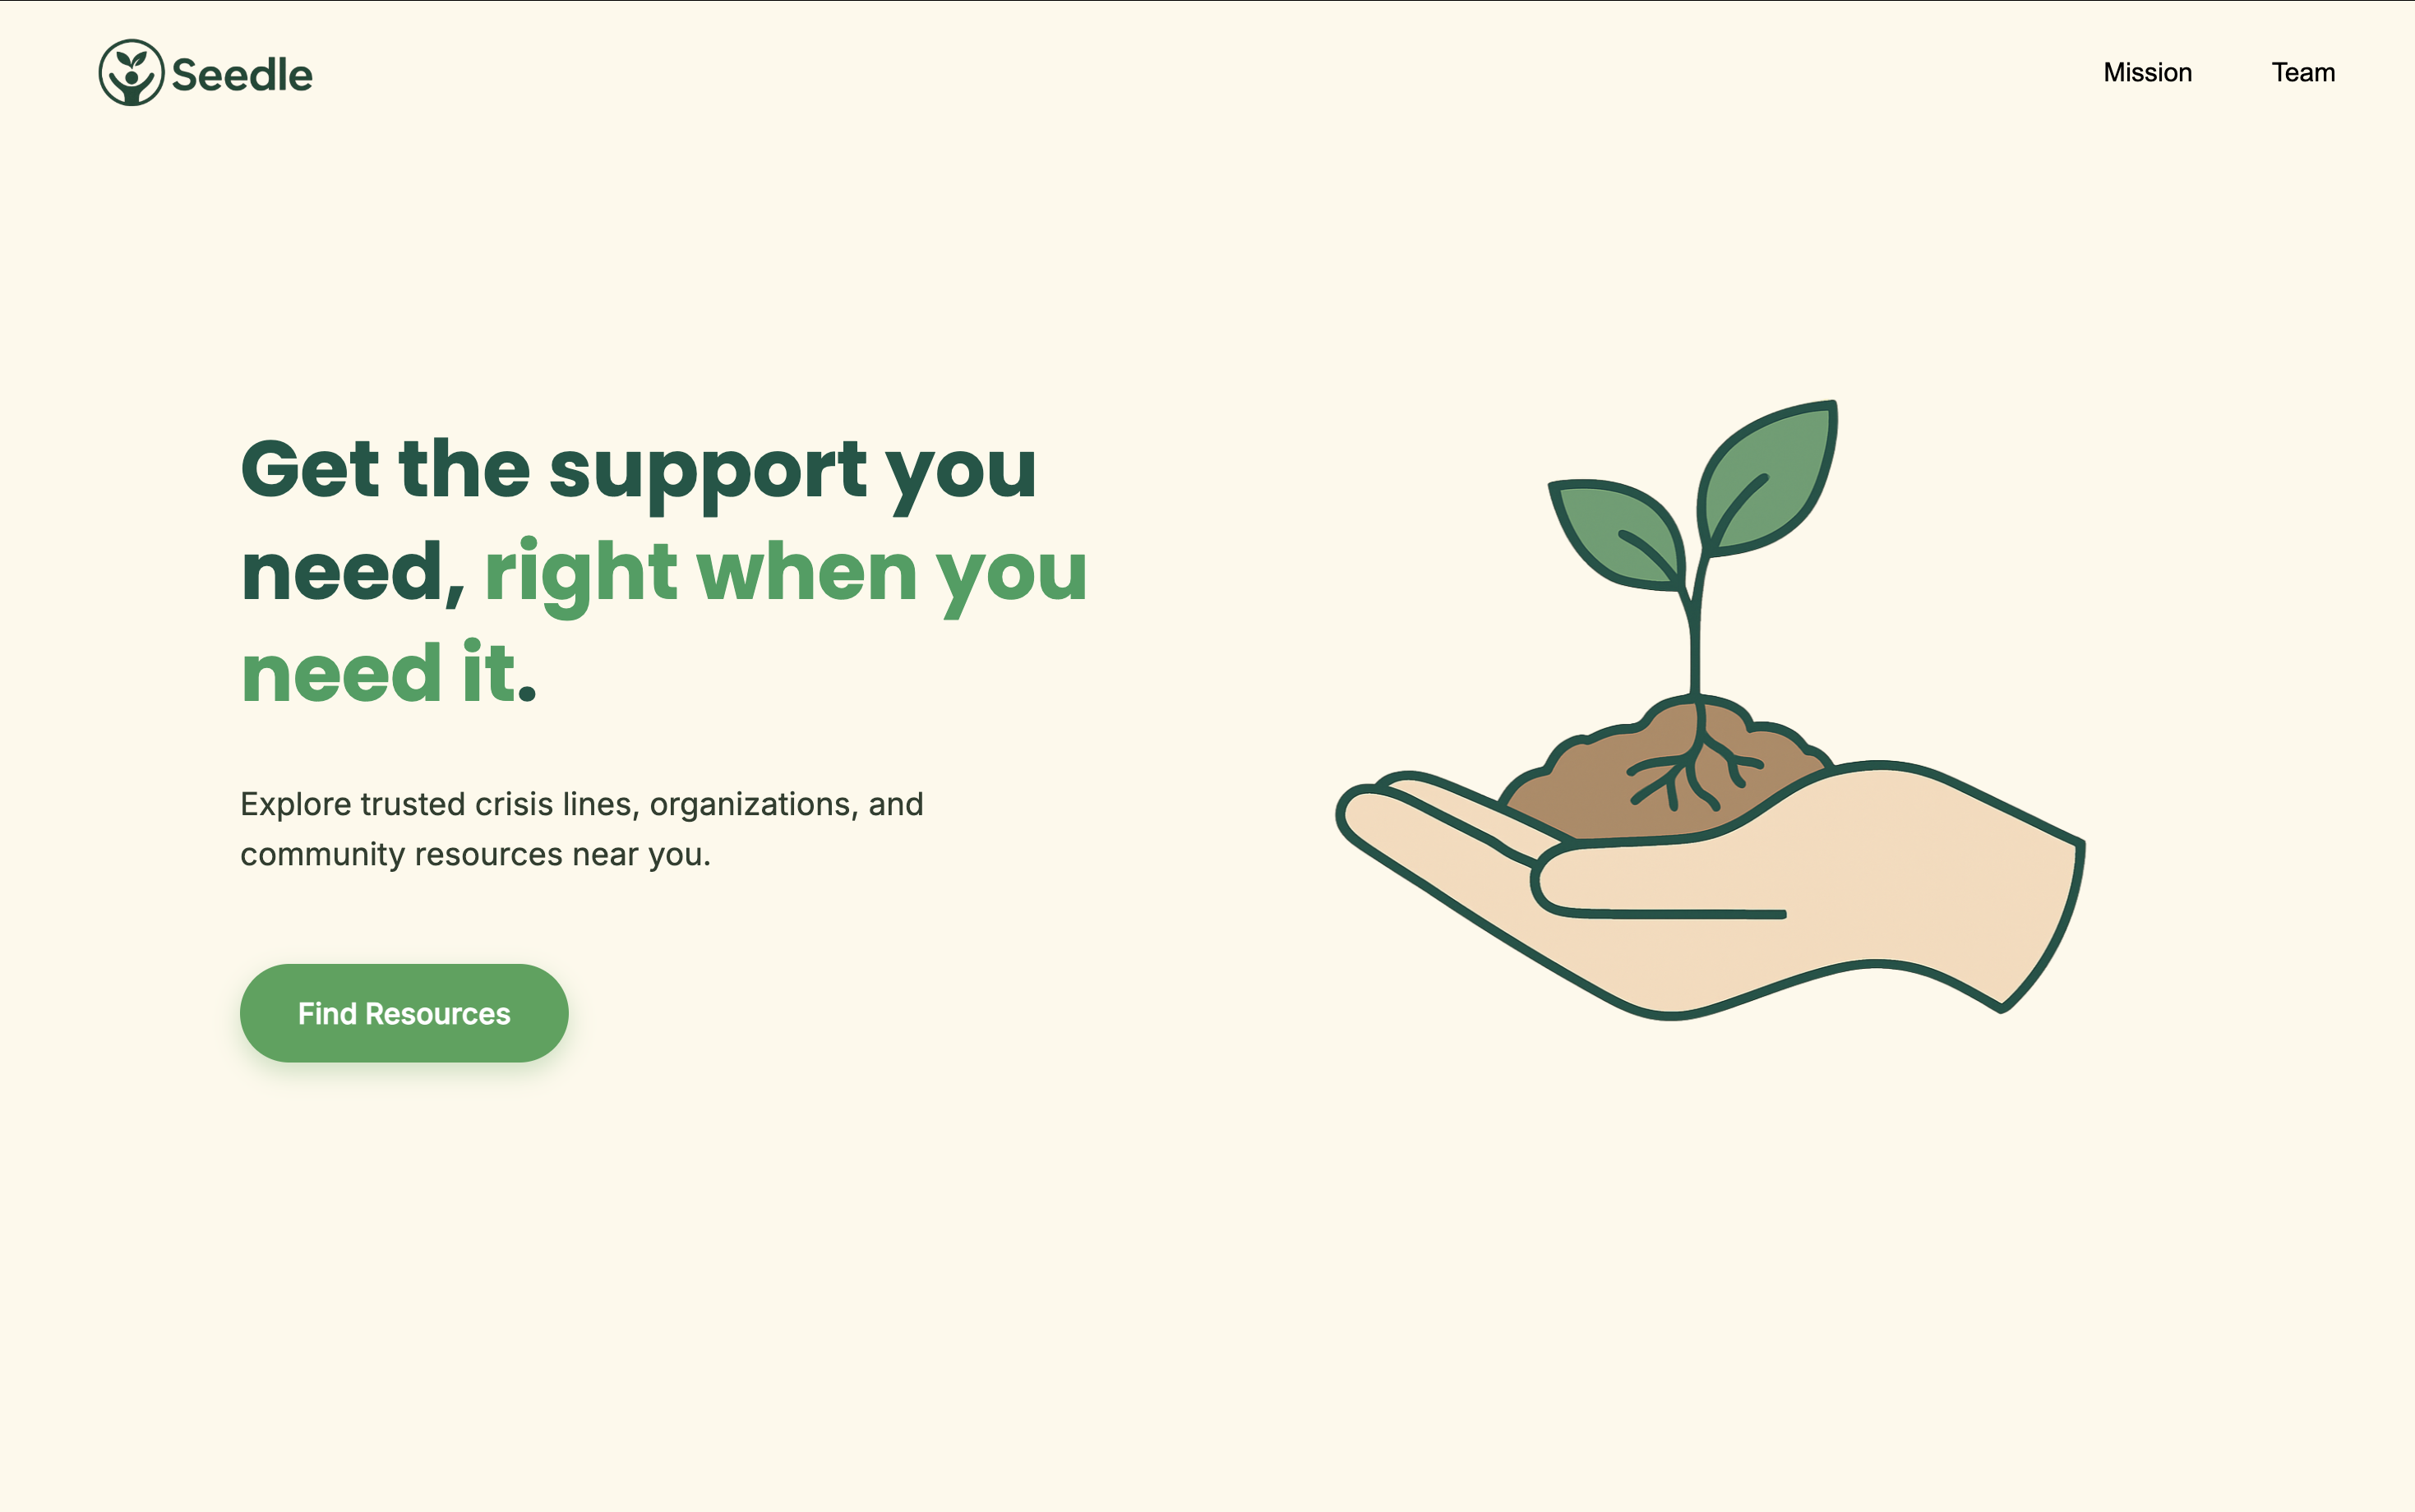 Seedle
Mission
Team
Get the support you
need, right when you
need it.
Explore trusted crisis lines, organizations, and
community resources near you.
Find Resources